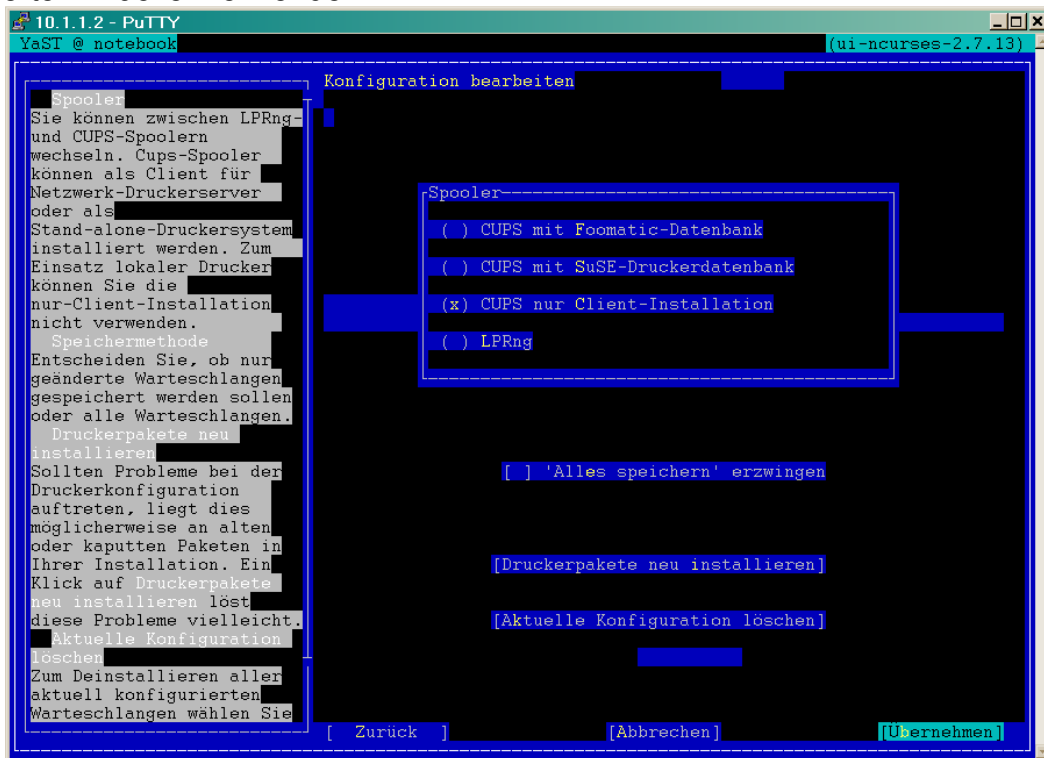 10.1.1.2 - PuTTY
YaST @ notebook (ui-ncurses-2.7.13)
Spooler
Sie können zwischen LPRng-
und CUPS-Spoolern
wechseln. Cups-Spooler
können als Client für
Netzwerk-Druckerserver
oder als
Stand-alone-Druckersystem
installiert werden. Zum
Einsatz lokaler Drucker
können Sie die
nur-Client-Installation
nicht verwenden.
Speichermethode
Entscheiden Sie, ob nur
geänderte Warteschlangen
gespeichert werden sollen
oder alle Warteschlangen.
Druckerpakete neu
installieren
Sollten Probleme bei der
Druckerkonfiguration
auftreten, liegt dies
möglicherweise an alten
oder kaputten Paketen in
Ihrer Installation. Ein
Klick auf Druckerpakete
neu installieren löst
diese Probleme vielleicht.
Aktuelle Konfiguration
löschen
Zum Deinstallieren aller
aktuell konfigurierten
Warteschlangen wählen Sie
Konfiguration bearbeiten
Spooler
( ) CUPS mit Foomatic-Datenbank
( ) CUPS mit SuSE-Druckerdatenbank
(x) CUPS nur Client-Installation
( ) LPRng
[ ] 'Alles speichern' erzwingen
[Druckerpakete neu installieren]
[Aktuelle Konfiguration löschen]
[ Zurück ] [Abbrechen] [Übernehmen]